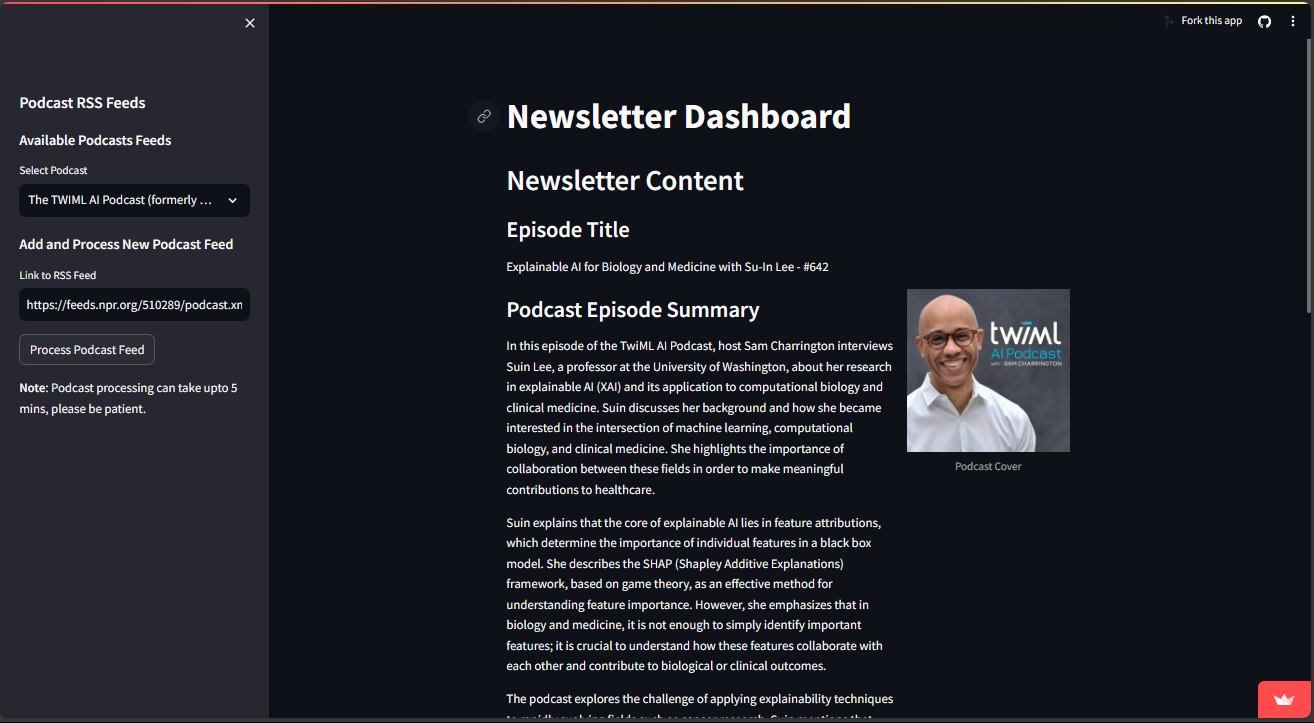 Fork this app
Podcast RSS Feeds
Available Podcasts Feeds
Select Podcast
The TWIML AI Podcast (formerly ...
Add and Process New Podcast Feed
Link to RSS Feed
https://feeds.npr.org/510289/podcast.xn
Process Podcast Feed
Note: Podcast processing can take upto 5
mins, please be patient.
Newsletter Dashboard
Newsletter Content
Episode Title
Explainable AI for Biology and Medicine with Su-In Lee - #642
Podcast Episode Summary
In this episode of the TwiML AI Podcast, host Sam Charrington interviews
Suin Lee, a professor at the University of Washington, about her research
in explainable AI (XAI) and its application to computational biology and
clinical medicine. Suin discusses her background and how she became
interested in the intersection of machine learning, computational
biology, and clinical medicine. She highlights the importance of
collaboration between these fields in order to make meaningful
contributions to healthcare.
Suin explains that the core of explainable AI lies in feature attributions,
which determine the importance of individual features in a black box
model. She describes the SHAP (Shapley Additive Explanations)
framework, based on game theory, as an effective method for
understanding feature importance. However, she emphasizes that in
biology and medicine, it is not enough to simply identify important
features; it is crucial to understand how these features collaborate with
each other and contribute to biological or clinical outcomes.
The podcast explores the challenge of applying explainability techniques
twiml
AI Podcast
with SAM CHARRINGTON
Podcast Cover